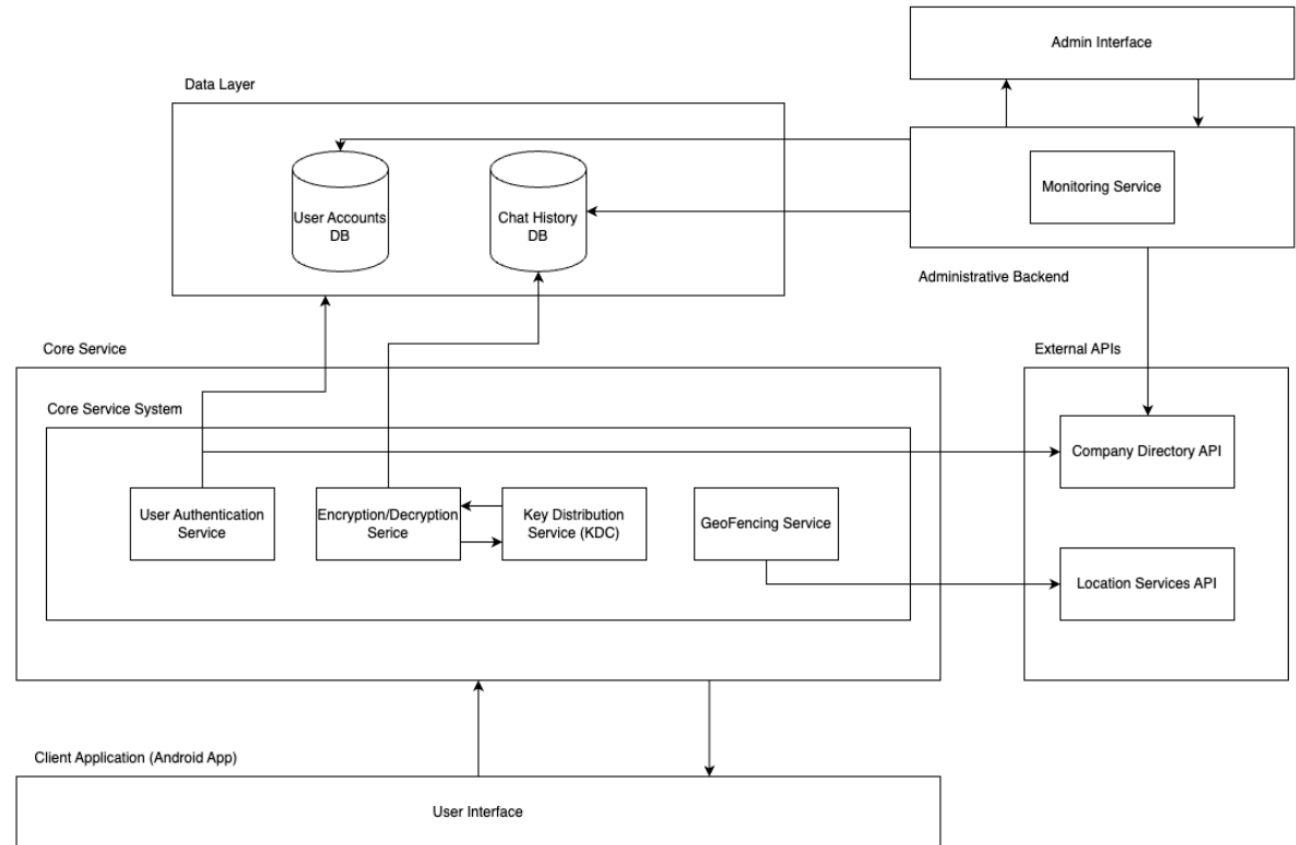 Admin Interface
Data Layer
Monitoring Service
User Accounts
DB
Chat History
DB
Administrative Backend
Core Service
External APIs
Core Service System
Company Directory API
User Authentication
Service
Encryption/Decryption
Serice
Key Distribution
Service (KDC)
GeoFencing Service
Location Services API
Client Application (Android App)
User Interface